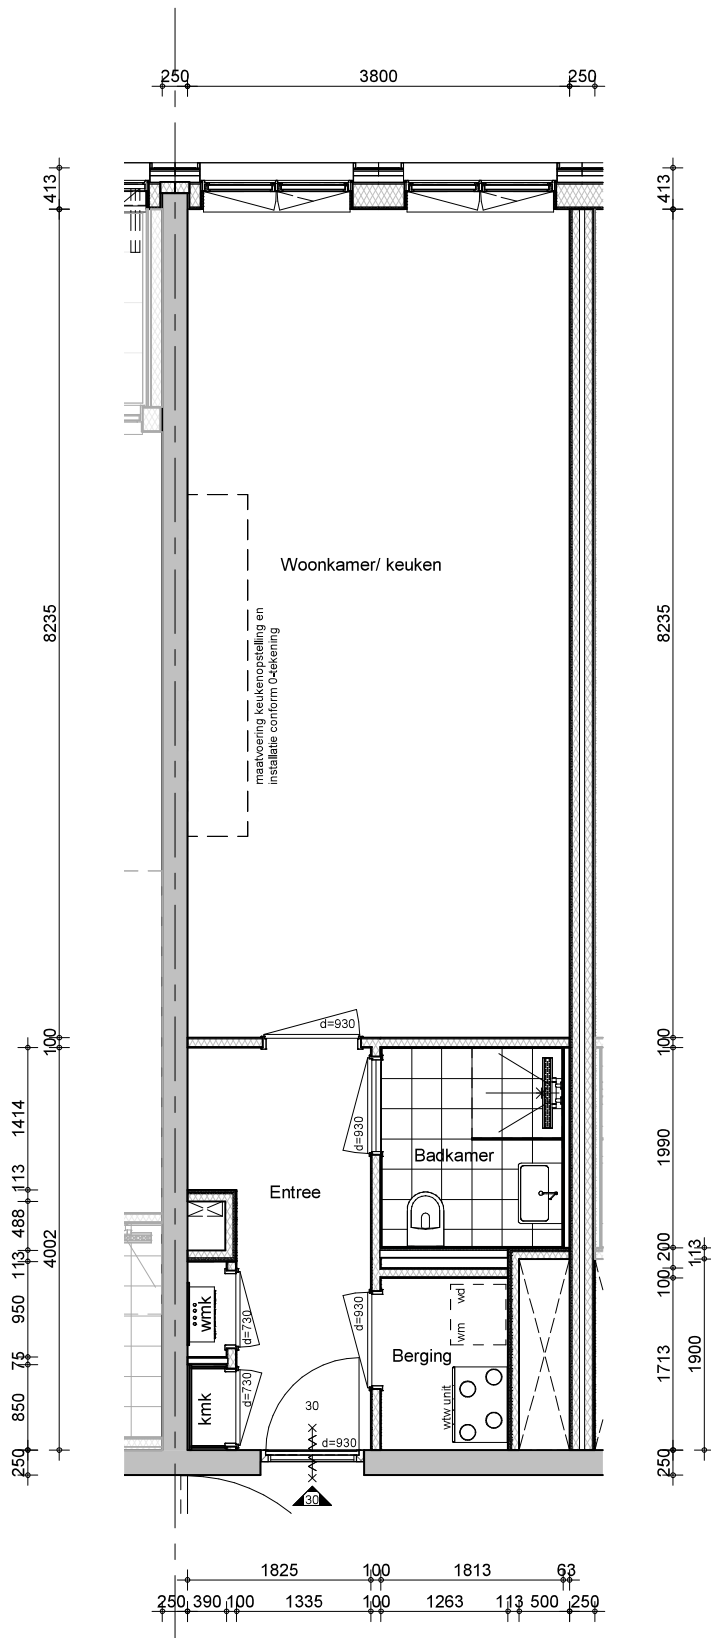 250 3800 250
413 413
Woonkamer/ keuken
8235
maatvoering keukenopstelling en
installatie conform 0-tekening
8235
d=930
100 100
1414
d=930
Badkamer
1990
113
Entree
488
4002
200
113
113
100
950
wmk
d=730
d=930
wd
wm
Berging
1713
1900
75
850
kmk
d=730
wtw unit
30
d=930
250
250
30
1825 100 1813 63
250 390 100 1335 100 1263 113 500 250